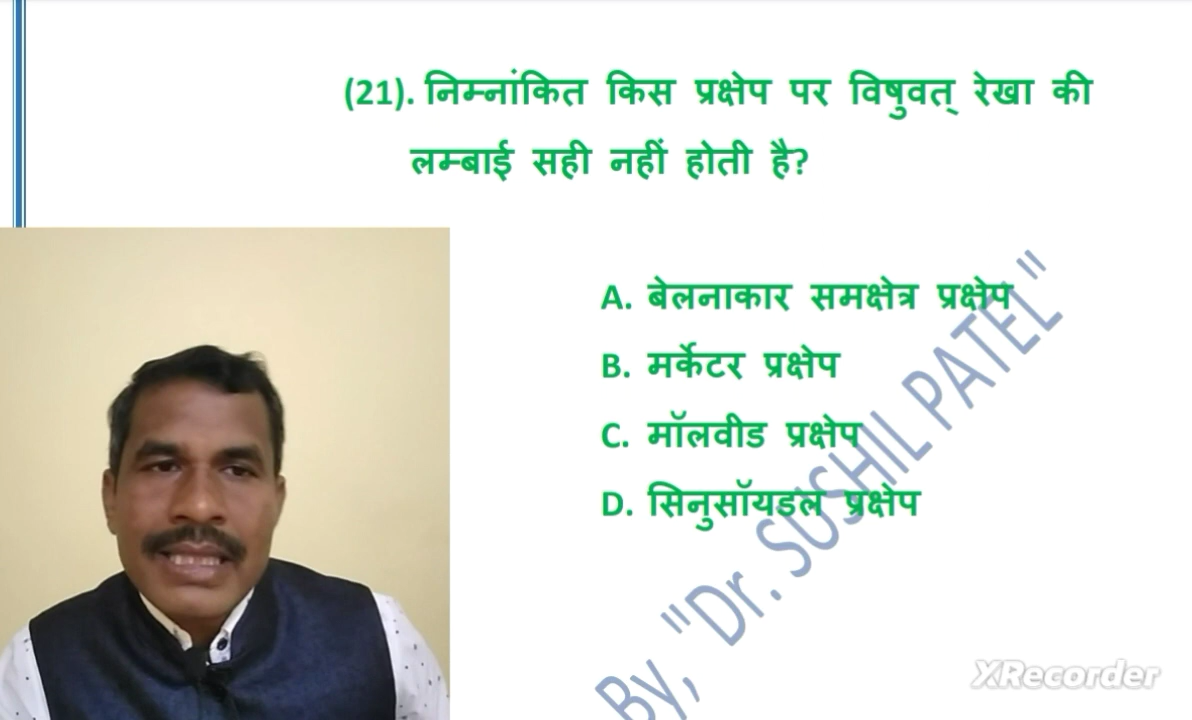 (21). निम्नांकित किस प्रक्षेप पर विषुवत् रेखा की
लम्बाई सही नहीं होती है?
A. बेलनाकार समक्षेत्र प्रक्षेप
B. मर्केटर प्रक्षेप
C. मॉलवीड प्रक्षेप
D. सिनुसॉयडल प्रक्षेप
By, "Dr. SUSHIL PATEL"
XRecorder